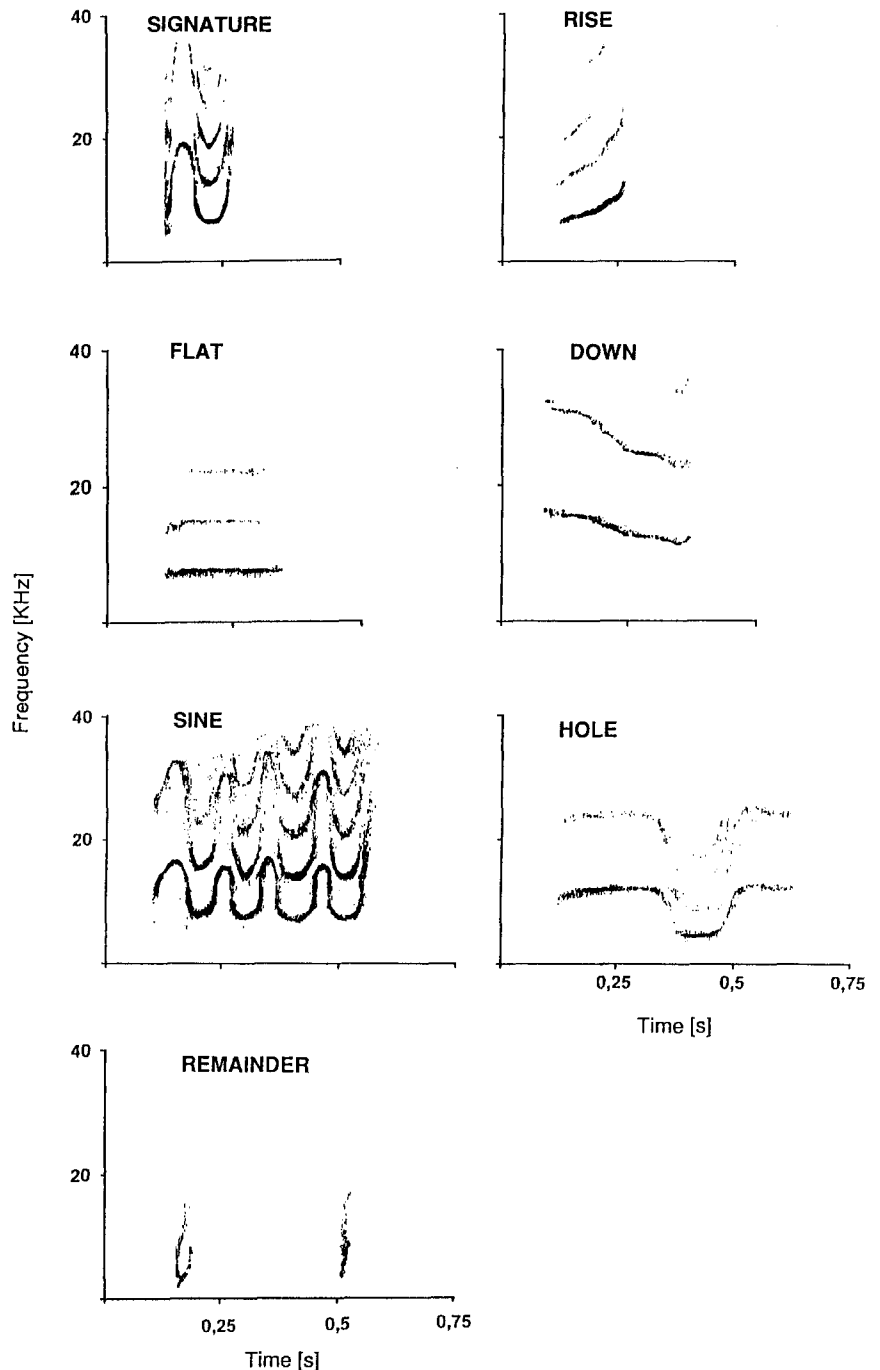 40
SIGNATURE
20
RISE
40
FLAT
20
DOWN
Frequency [KHz]
40
SINE
20
HOLE
0,25
0,5
0,75
Time [s]
40
REMAINDER
20
0,25
0,5
0,75
Time [s]